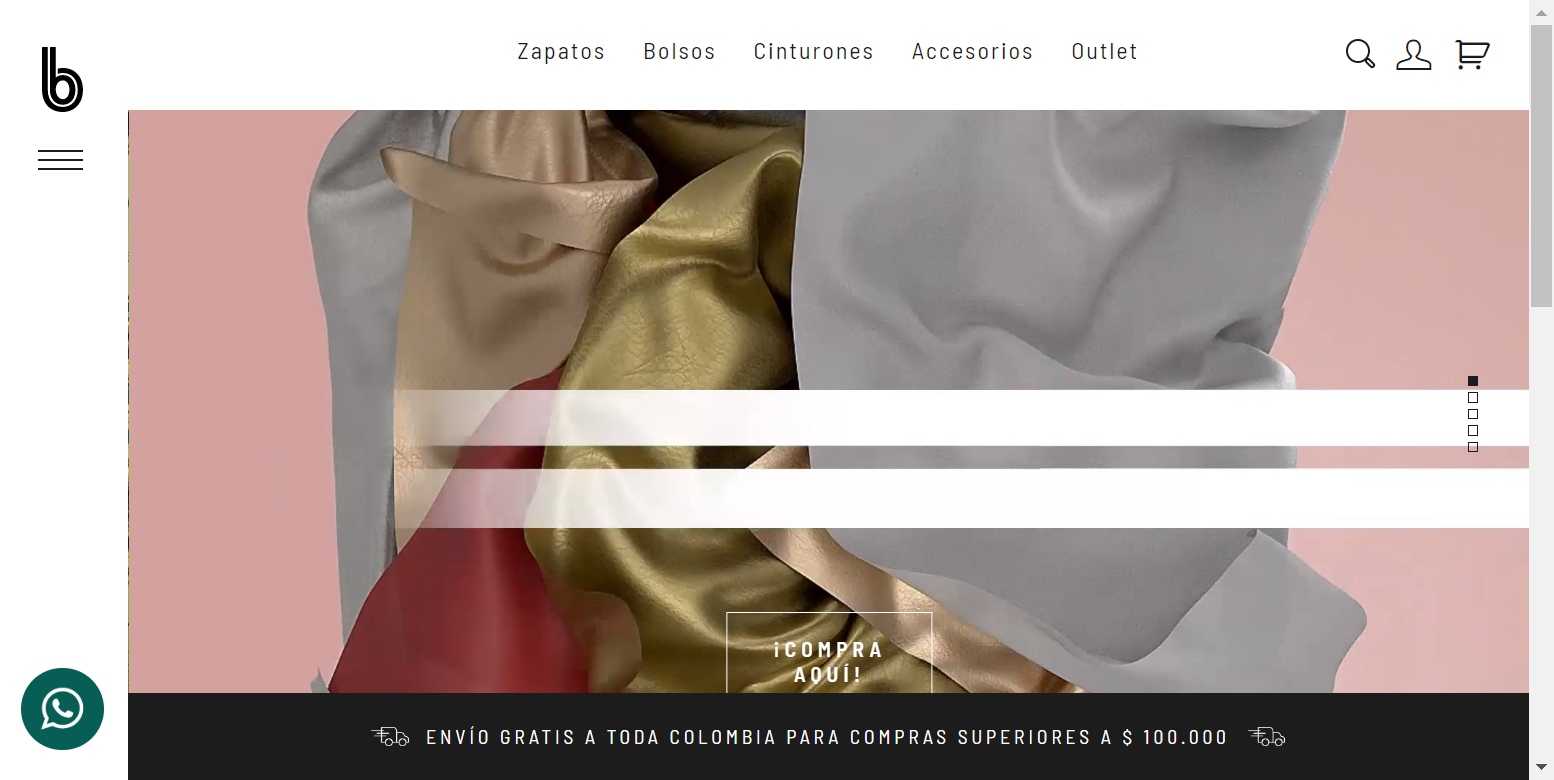 b
Zapatos Bolsos Cinturones Accesorios Outlet
¡COMPRA
AQUÍ!
ENVÍO GRATIS A TODA COLOMBIA PARA COMPRAS SUPERIORES A $ 100.000